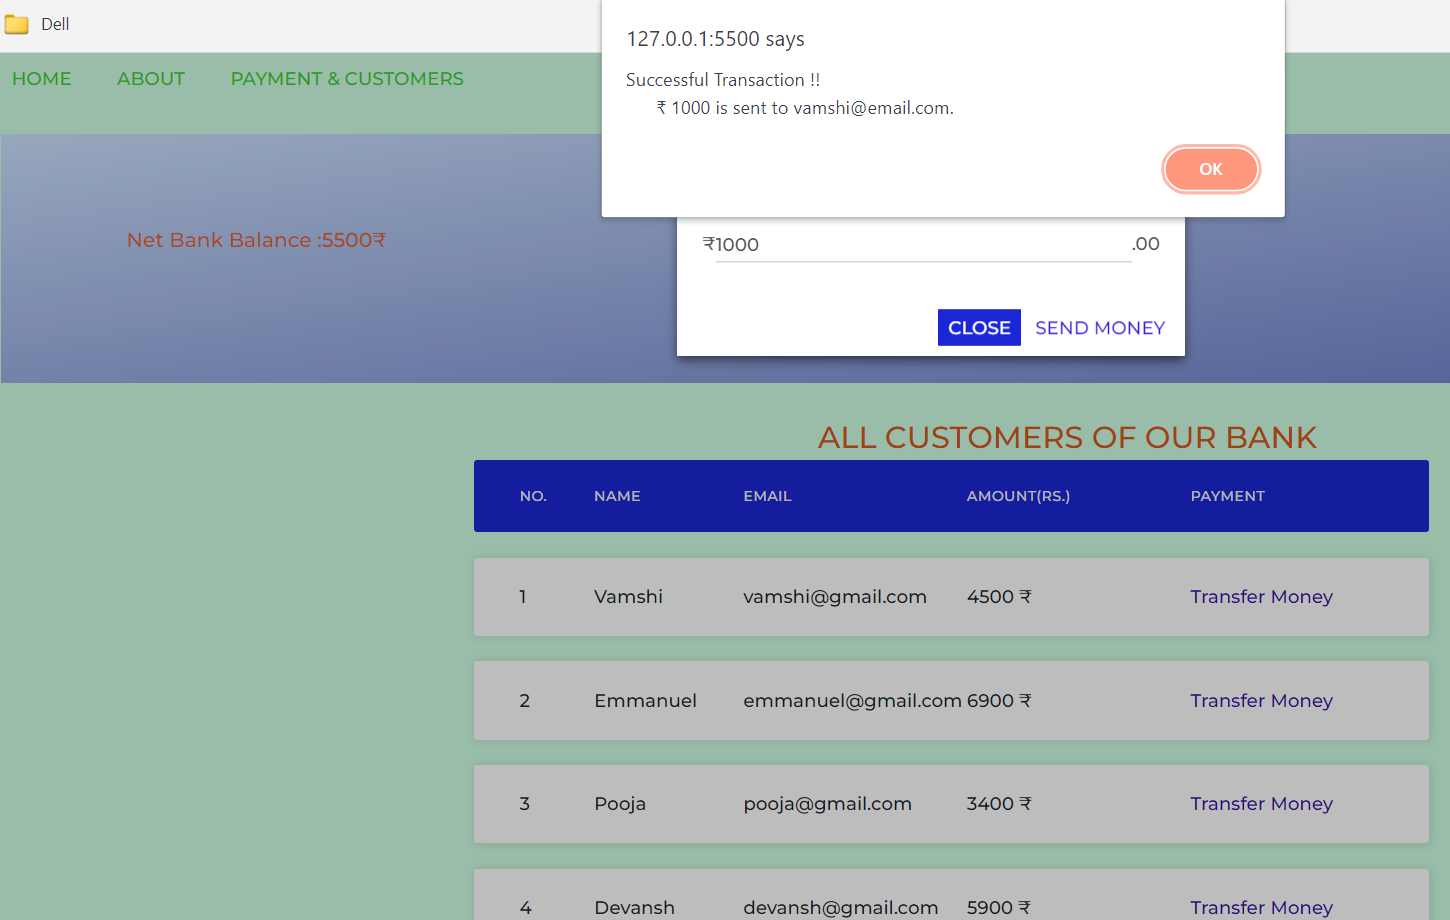 Dell
127.0.0.1:5500 says
Successful Transaction !!
₹ 1000 is sent to vamshi@email.com.
OK
HOME ABOUT PAYMENT & CUSTOMERS
Net Bank Balance :5500₹
₹1000 .00
CLOSE SEND MONEY
ALL CUSTOMERS OF OUR BANK
NO. NAME EMAIL AMOUNT(RS.) PAYMENT
1 Vamshi vamshi@gmail.com 4500 ₹ Transfer Money
2 Emmanuel emmanuel@gmail.com 6900 ₹ Transfer Money
3 Pooja pooja@gmail.com 3400 ₹ Transfer Money
4 Devansh devansh@gmail.com 5900 ₹ Transfer Money